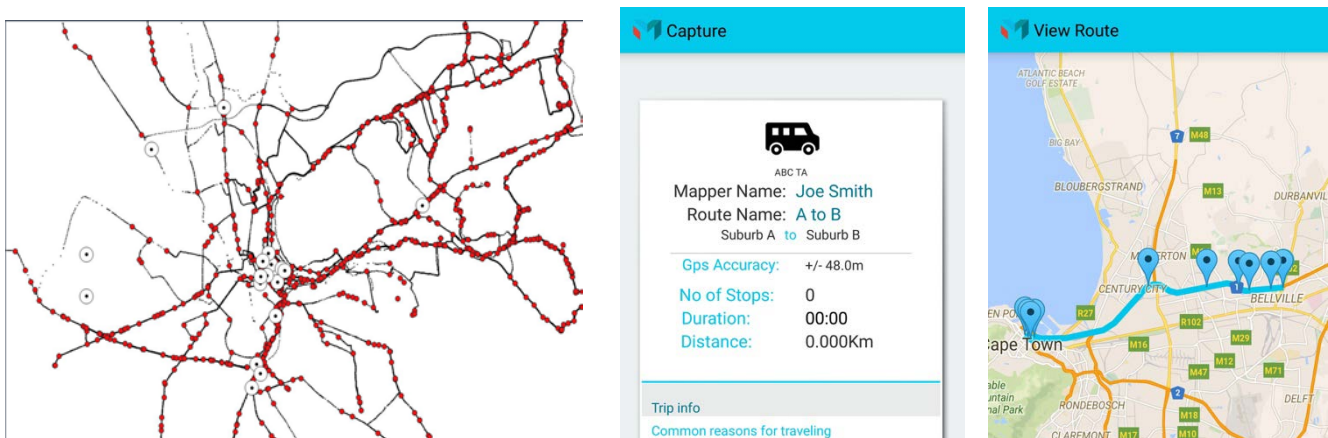 Capture
ABC TA
Mapper Name: Joe Smith
Route Name: A to B
Suburb A to Suburb B
Gps Accuracy: +/- 48.0m
No of Stops: 0
Duration: 00:00
Distance: 0.000Km
Trip info
Common reasons for traveling
View Route
ATLANTIC BEACH
GOLF ESTATE
7 M48
BIG BAY
BLOUBERGSTRAND
M13
DURBANVIL
CENTURY CITY
1
BELLVILLE
R27
R102
Cape Town
M16
M29
M12
M47
M71
2
RONDEBOSCH
DELFT
M18
CLAREMONT
M17
M10